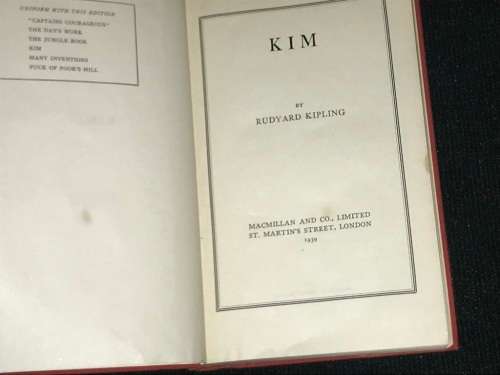 UNIFORM WITH THIS EDITION
"CAPTAINS COURAGEOUS"
THE DAY'S WORK
THE JUNGLE BOOK
KIM
MANY INVENTIONS
PUCK OF POOK'S HILL
KIM
BY
RUDYARD KIPLING
MACMILLAN AND CO., LIMITED
ST. MARTIN'S STREET, LONDON
1939